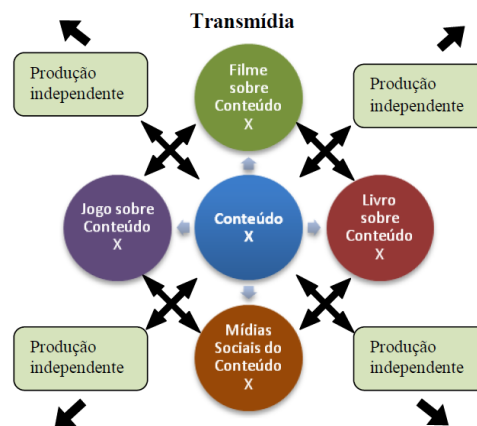 Transmídia
Produção
independente
Filme
sobre
Conteúdo
X
Produção
independente
Jogo sobre
Conteúdo
X
Conteúdo
X
Livro
sobre
Conteúdo
X
Produção
independente
Mídias
Sociais do
Conteúdo
X
Produção
independente